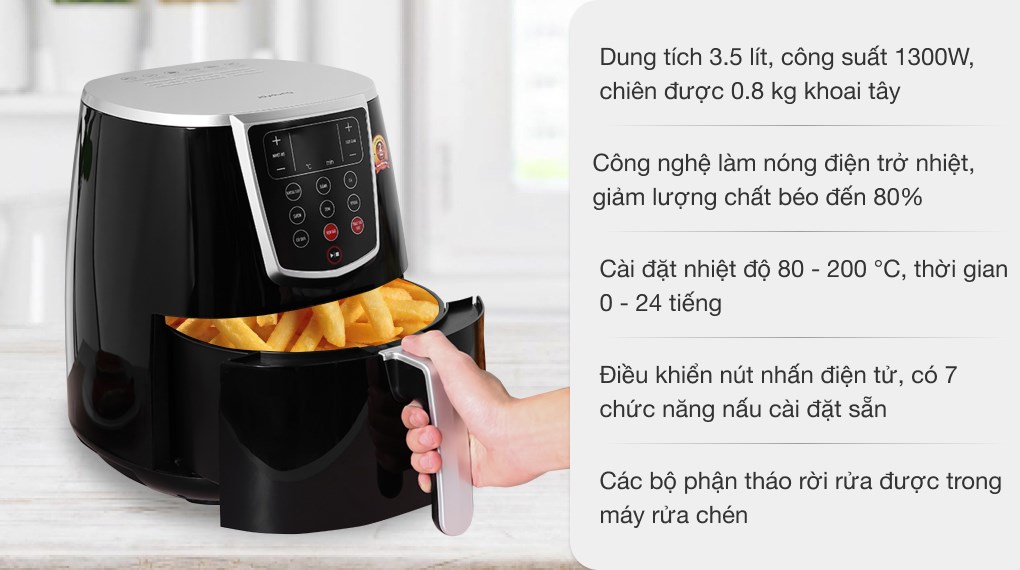 Dung tích 3.5 lít, công suất 1300W,
chiên được 0.8 kg khoai tây
Công nghệ làm nóng điện trở nhiệt,
giảm lượng chất béo đến 80%
Cài đặt nhiệt độ 80 - 200 °C, thời gian
0 - 24 tiếng
Điều khiển nút nhấn điện tử, có 7
chức năng nấu cài đặt sẵn
Các bộ phận tháo rời rửa được trong
máy rửa chén
+ +
- -
°C